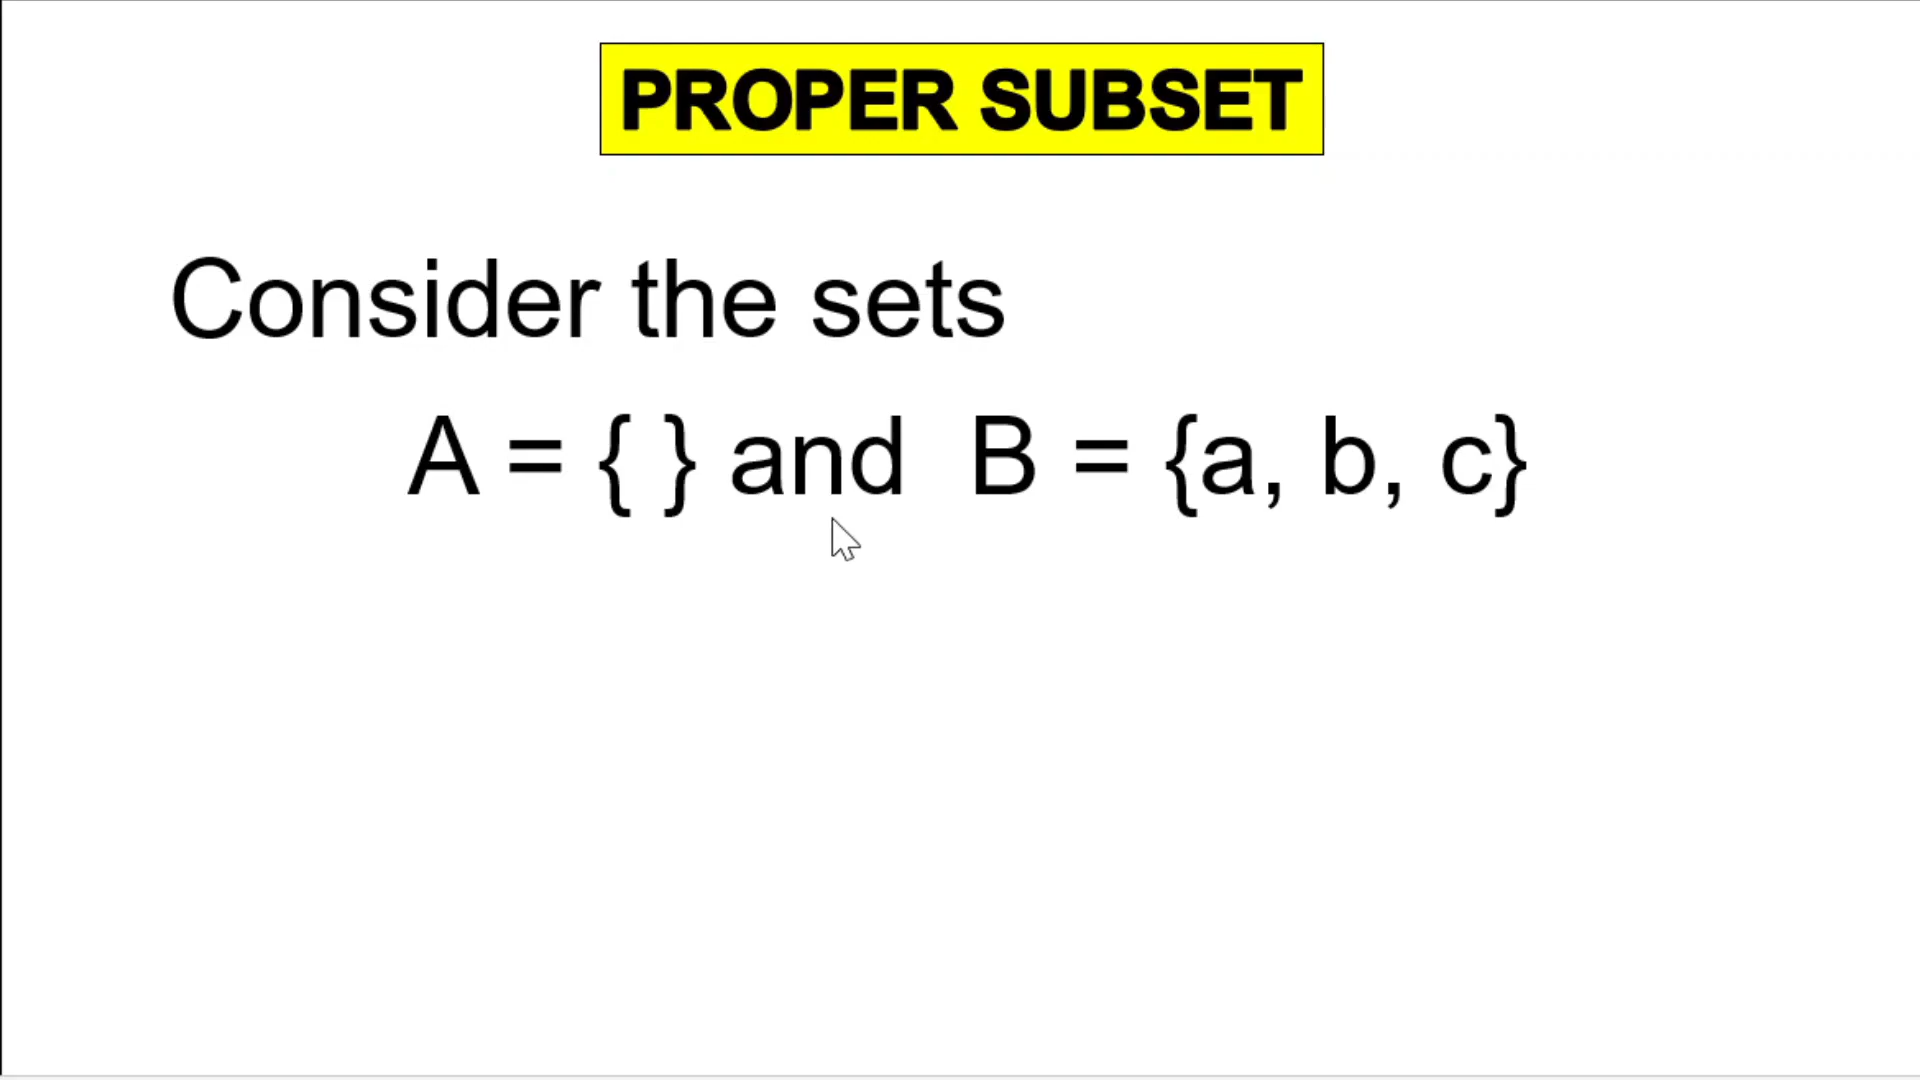 PROPER SUBSET
Consider the sets
A = { } and B = {a, b, c}